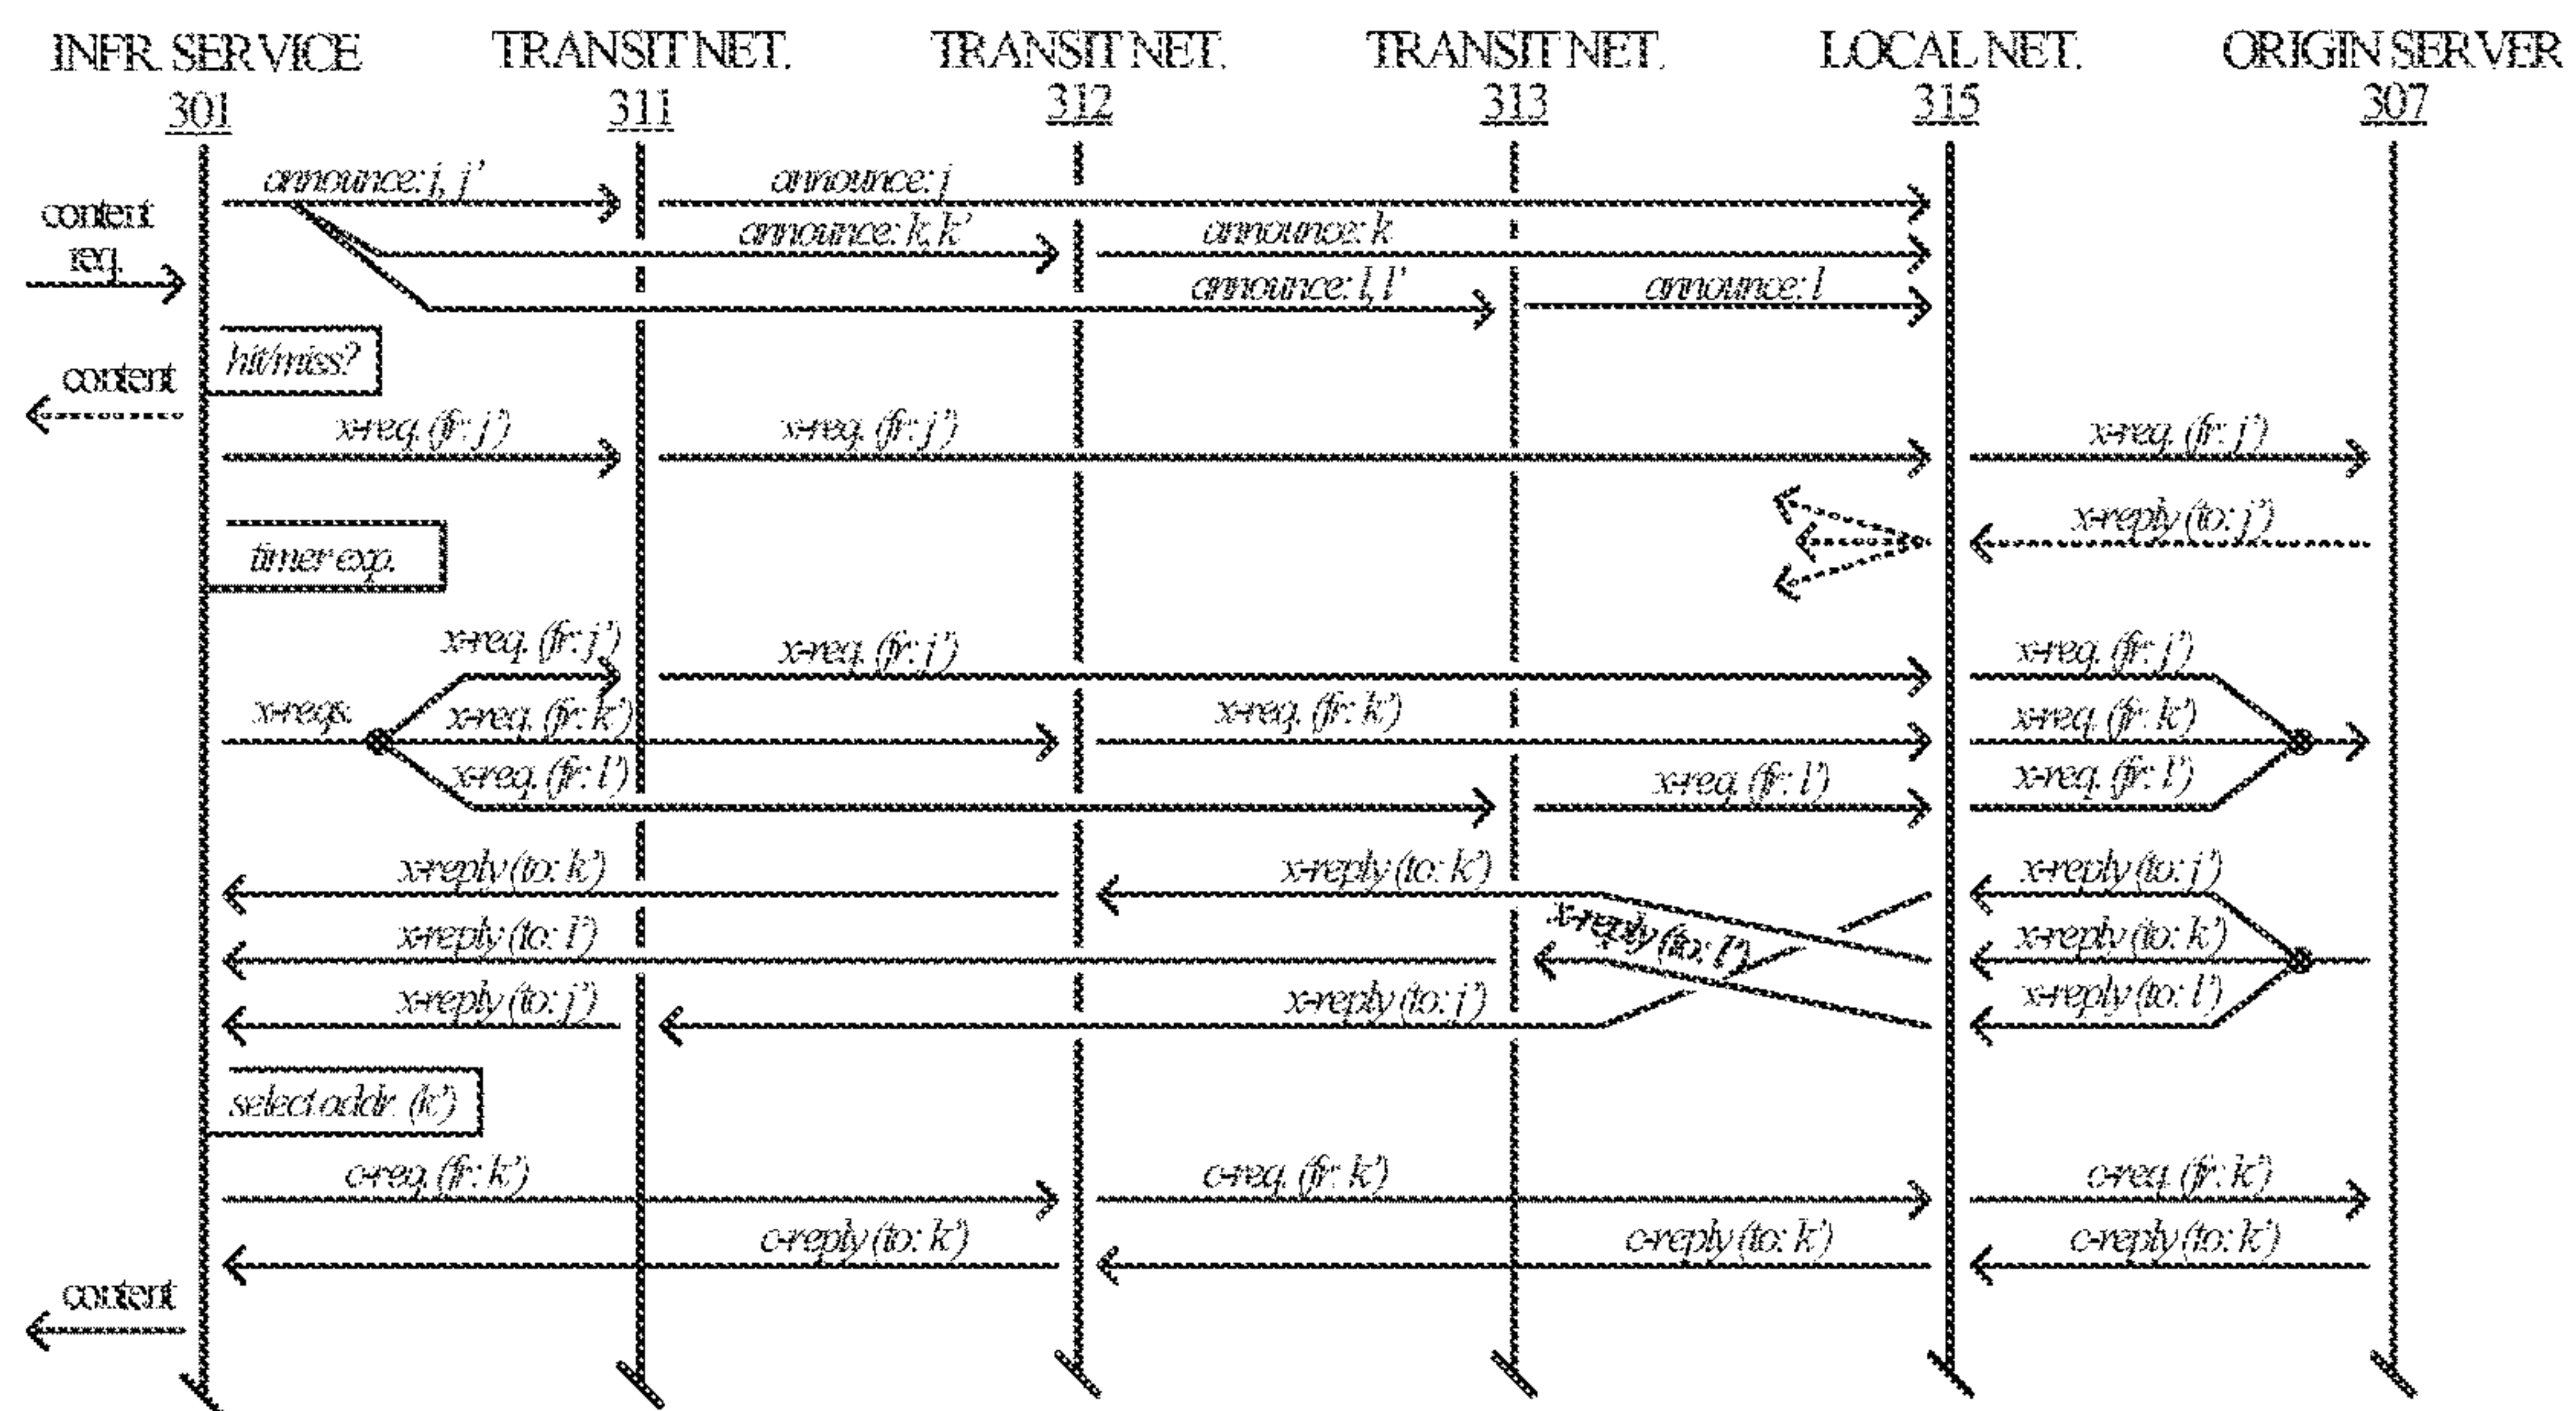 INFR. SERVICE TRANSIT NET. TRANSIT NET. TRANSIT NET. LOCAL NET. ORIGIN SERVER
301 311 312 313 315 307
announce: j, j' announce: j
content
req.
announce: k, k' announce: k
announce: l, l' announce: l
hit/miss?
content
x-req. (fr: j') x-req. (fr: j') x-req. (fr: j')
x-reply (to: j')
timer exp.
x-req. (fr: j') x-req. (fr: j') x-req. (fr: j')
x-reqs. x-req. (fr: k') x-req. (fr: k') x-req. (fr: k')
x-req. (fr: l') x-req. (fr: l') x-req. (fr: l')
x-reply (to: k') x-reply (to: k') x-reply (to: j')
x-reply (to: l') x-reply (to: l') x-reply (to: k')
x-reply (to: j') x-reply (to: j') x-reply (to: l')
select addr. (k')
c-req. (fr: k') c-req. (fr: k') c-req. (fr: k')
c-reply (to: k') c-reply (to: k') c-reply (to: k')
content